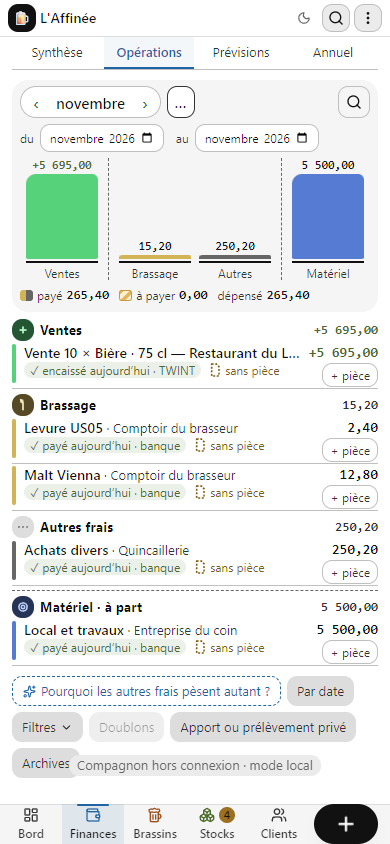 L'Affinée
Synthèse Opérations Prévisions Annuel
‹ novembre › ...
du novembre 2026 au novembre 2026
+5 695,00 5 500,00
15,20 250,20
Ventes Brassage Autres Matériel
payé 265,40 à payer 0,00 dépensé 265,40
Ventes +5 695,00
Vente 10 × Bière · 75 cl — Restaurant du L... +5 695,00
✓ encaissé aujourd'hui · TWINT sans pièce + pièce
Brassage 15,20
Levure US05 · Comptoir du brasseur 2,40
✓ payé aujourd'hui · banque sans pièce + pièce
Malt Vienna · Comptoir du brasseur 12,80
✓ payé aujourd'hui · banque sans pièce + pièce
Autres frais 250,20
Achats divers · Quincaillerie 250,20
✓ payé aujourd'hui · banque sans pièce + pièce
Matériel · à part 5 500,00
Local et travaux · Entreprise du coin 5 500,00
✓ payé aujourd'hui · banque sans pièce + pièce
Pourquoi les autres frais pèsent autant ? Par date
Filtres Doublons Apport ou prélèvement privé
Archives Compagnon hors connexion · mode local
4
Bord Finances Brassins Stocks Clients +